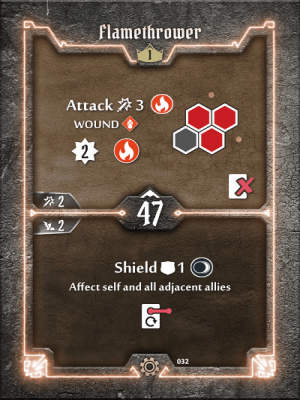 Flamethrower
1
Attack 3
WOUND
2
2
47
2
Shield 1
Affect self and all adjacent allies
032